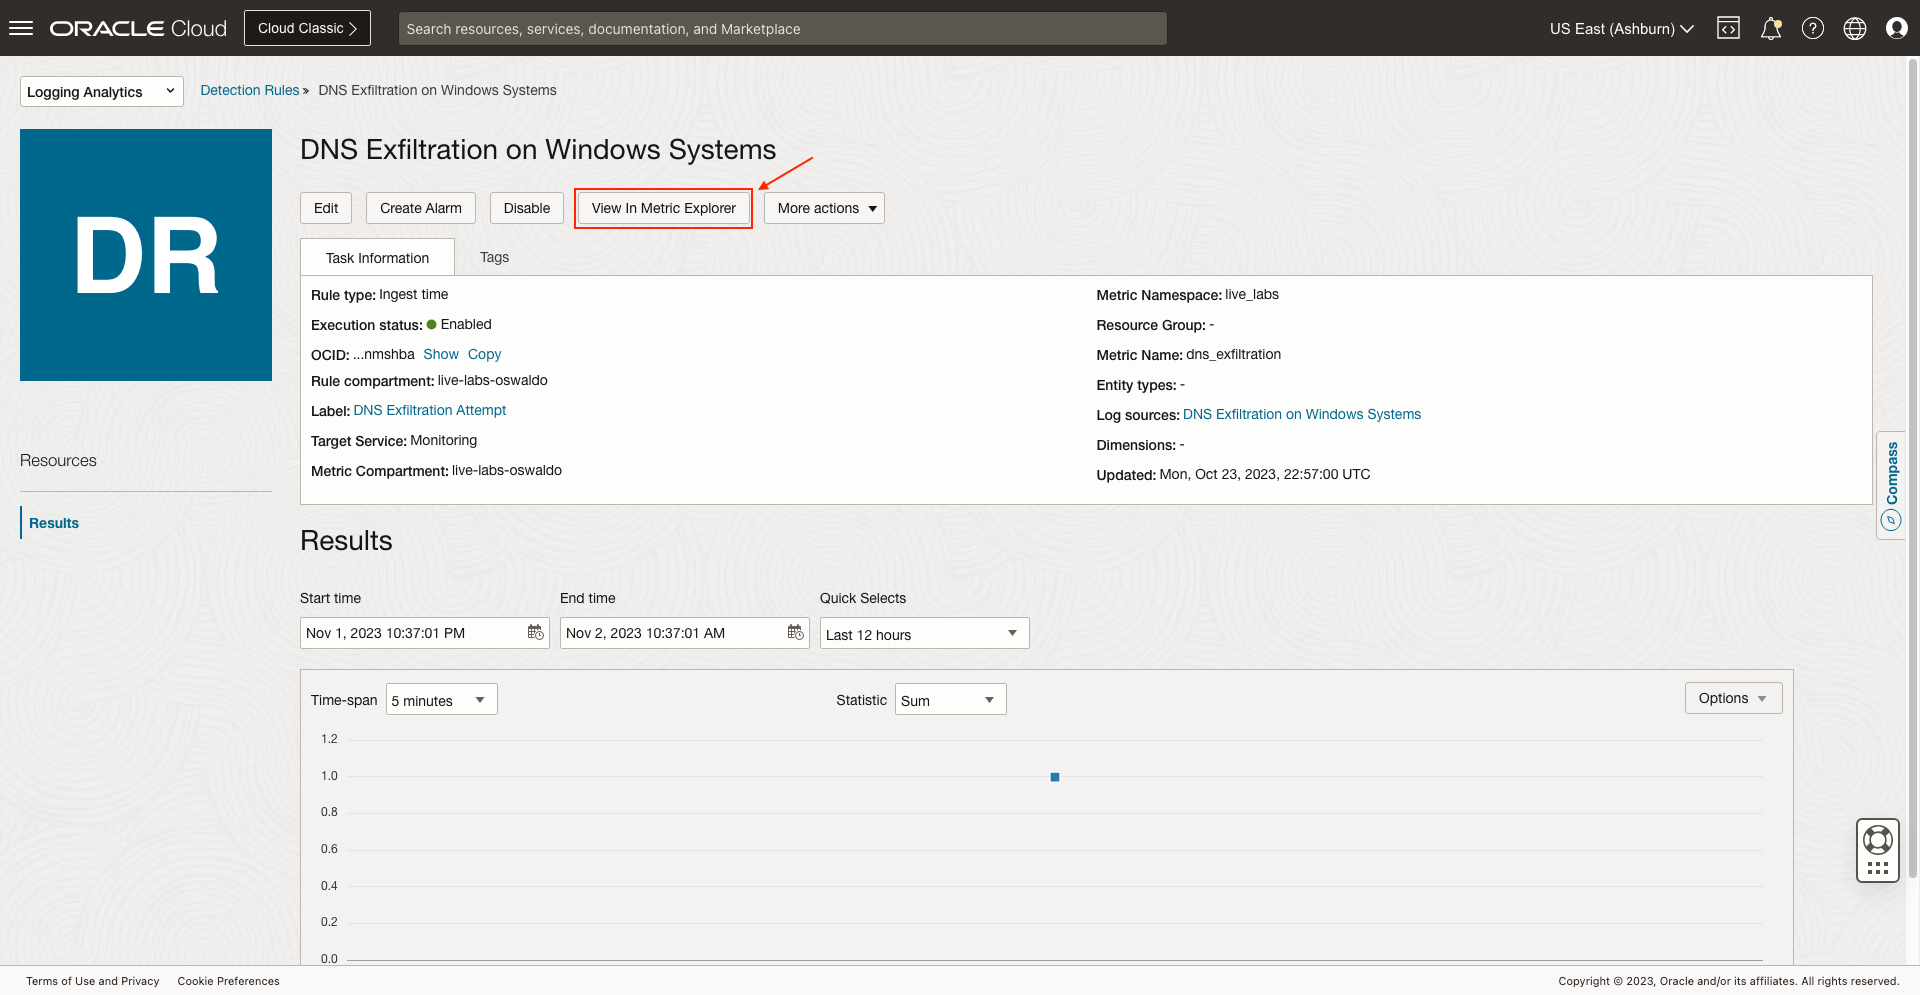 ORACLE Cloud
Cloud Classic
Search resources, services, documentation, and Marketplace
US East (Ashburn)
Logging Analytics
Detection Rules » DNS Exfiltration on Windows Systems
DR
DNS Exfiltration on Windows Systems
Edit
Create Alarm
Disable
View In Metric Explorer
More actions
Task Information
Tags
Rule type: Ingest time
Execution status: Enabled
OCID: ...nmshba Show Copy
Rule compartment: live-labs-oswaldo
Label: DNS Exfiltration Attempt
Target Service: Monitoring
Metric Compartment: live-labs-oswaldo
Metric Namespace: live_labs
Resource Group: -
Metric Name: dns_exfiltration
Entity types: -
Log sources: DNS Exfiltration on Windows Systems
Dimensions: -
Updated: Mon, Oct 23, 2023, 22:57:00 UTC
Compass
Resources
Results
Results
Start time
End time
Quick Selects
Nov 1, 2023 10:37:01 PM
Nov 2, 2023 10:37:01 AM
Last 12 hours
Time-span
5 minutes
Statistic
Sum
Options
1.2
1.0
0.8
0.6
0.4
0.2
0.0
Terms of Use and Privacy
Cookie Preferences
Copyright © 2023, Oracle and/or its affiliates. All rights reserved.